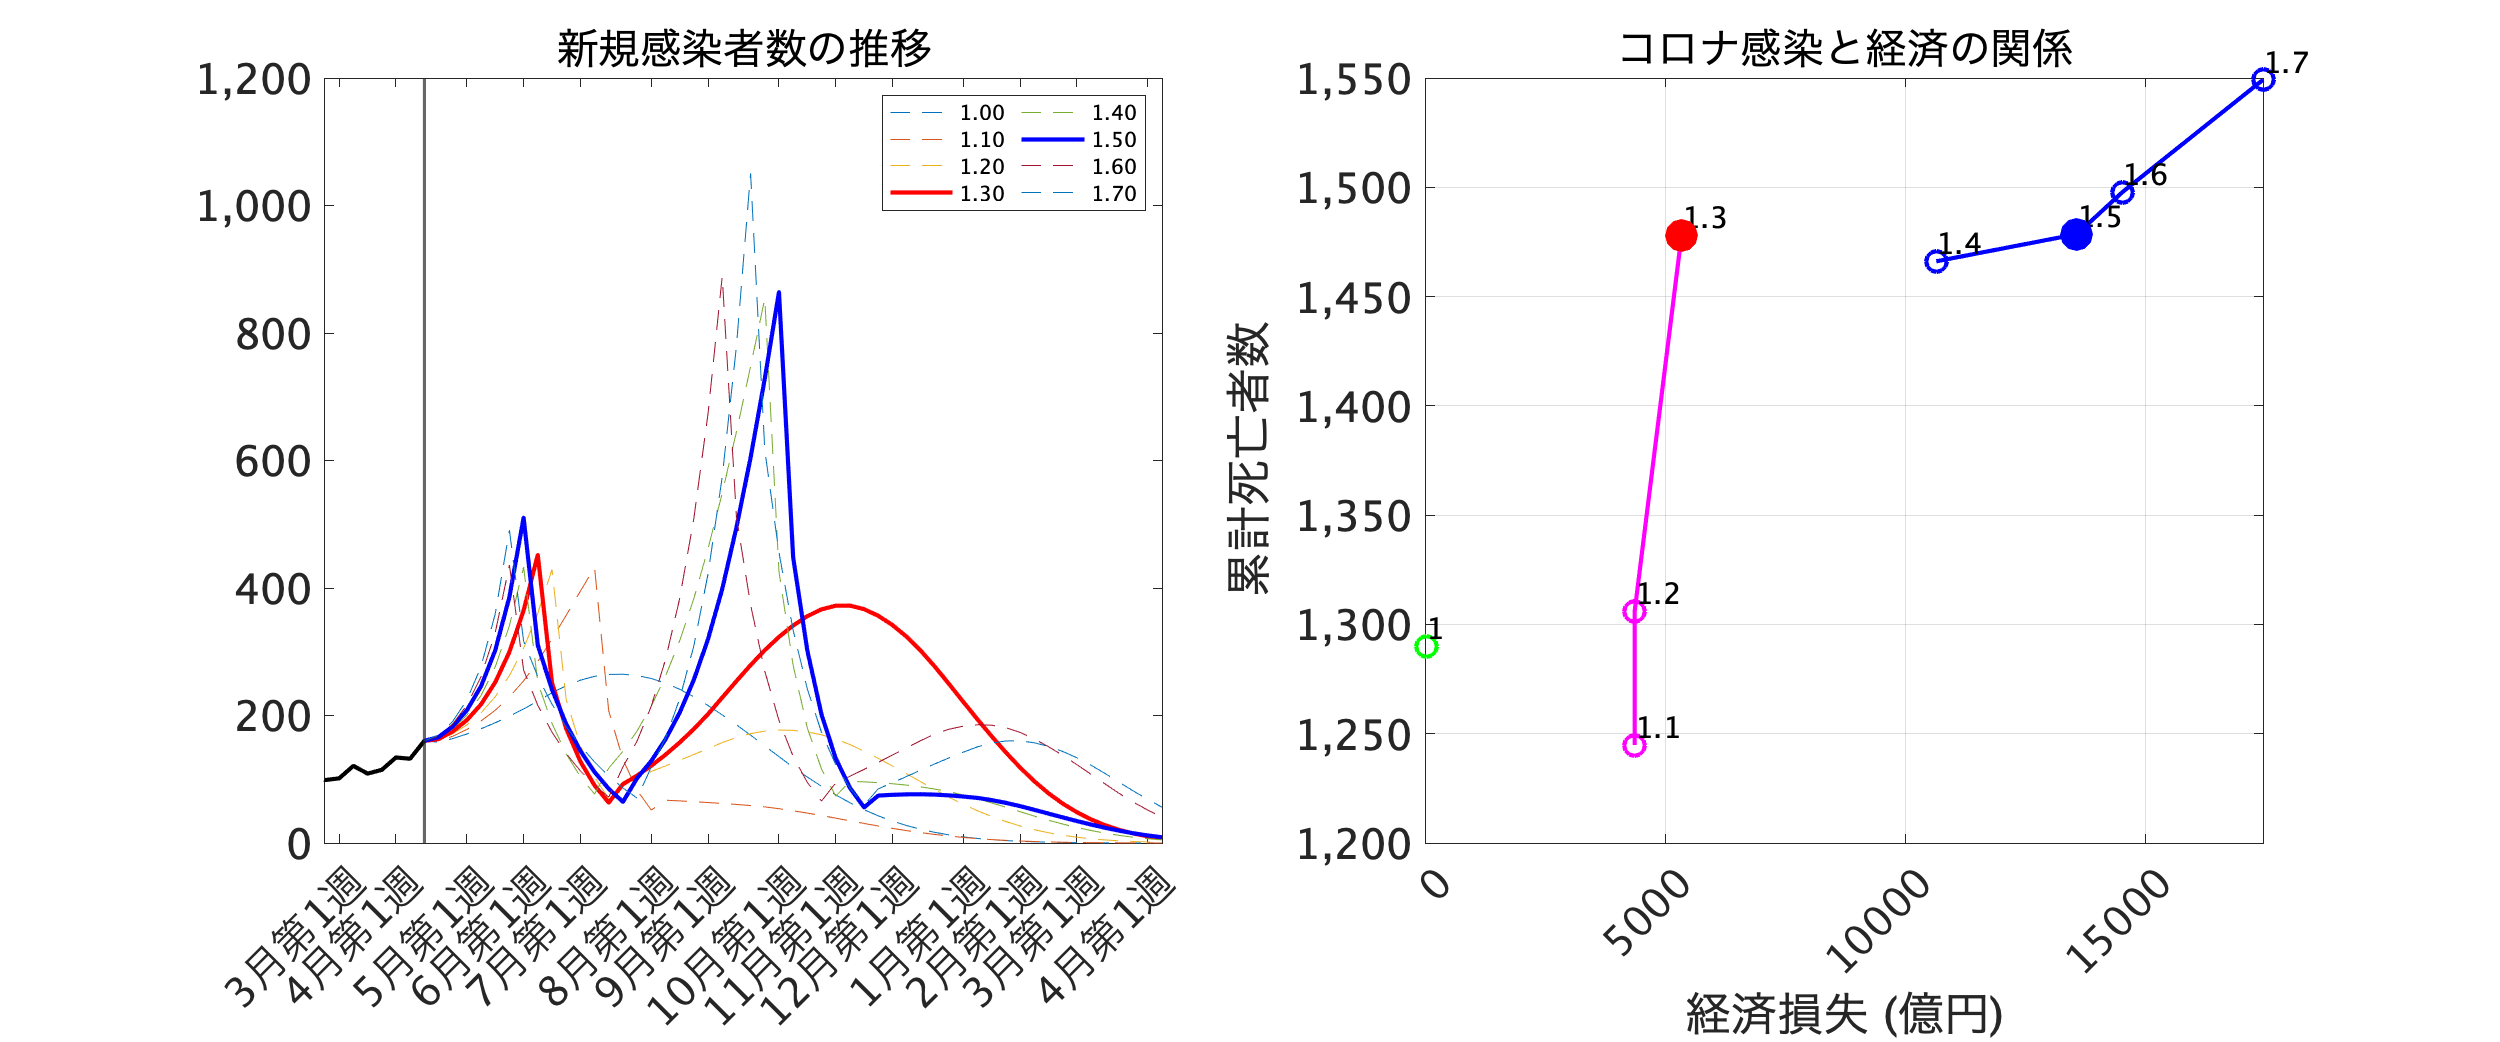 新規感染者数の推移
1,200
1,000
800
600
400
200
0
1.00
1.10
1.20
1.30
1.40
1.50
1.60
1.70
3月第1週
4月第1週
5月第1週
6月第1週
7月第1週
8月第1週
9月第1週
10月第1週
11月第1週
12月第1週
1月第1週
2月第1週
3月第1週
4月第1週
コロナ感染と経済の関係
累計死亡者数
1,550
1,500
1,450
1,400
1,350
1,300
1,250
1,200
1.7
1.6
1.5
1.4
1.3
1.2
1
1.1
0
5000
10000
15000
経済損失 (億円)